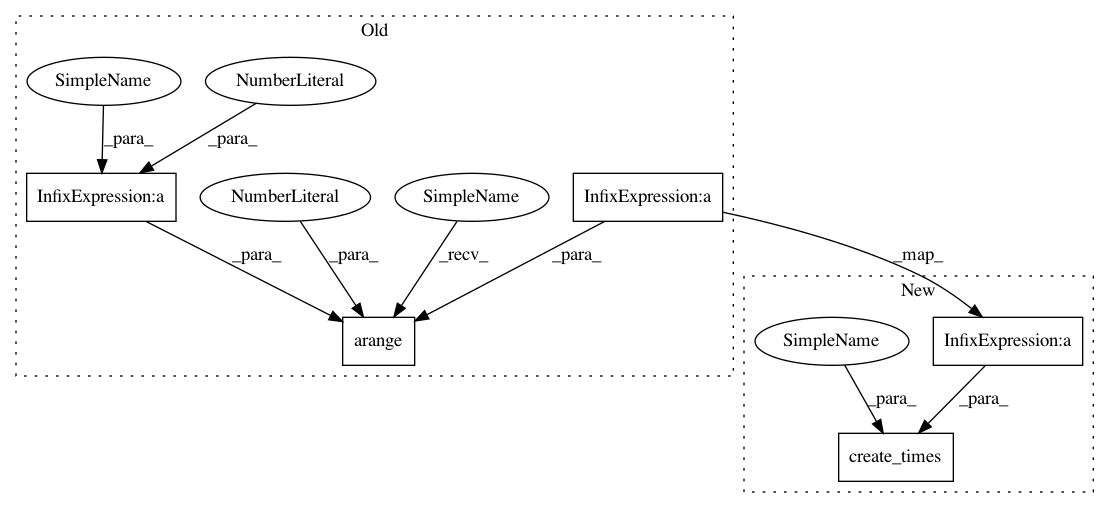 Old
SimpleName
NumberLiteral
_para_
_para_
InfixExpression:a
NumberLiteral
SimpleName
InfixExpression:a
_para_
_para_
_recv_
_para_
_map_
New
arange
SimpleName
InfixExpression:a
_para_
_para_
create_times